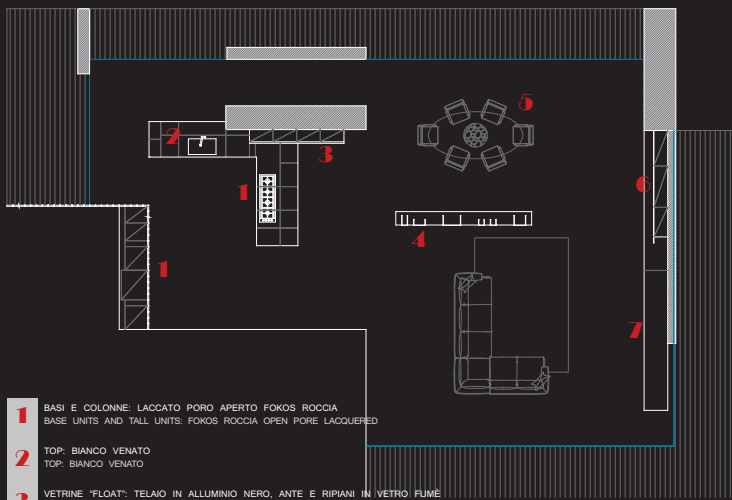 5
2
3
6
1
4
1
7
1 BASI E COLONNE: LACCATO PORO APERTO FOKOS ROCCIA
BASE UNITS AND TALL UNITS: FOKOS ROCCIA OPEN PORE LACQUERED
2 TOP: BIANCO VENATO
TOP: BIANCO VENATO
3 VETRINE "FLOAT": TELAIO IN ALLUMINIO NERO, ANTE E RIPIANI IN VETRO FUMÈ